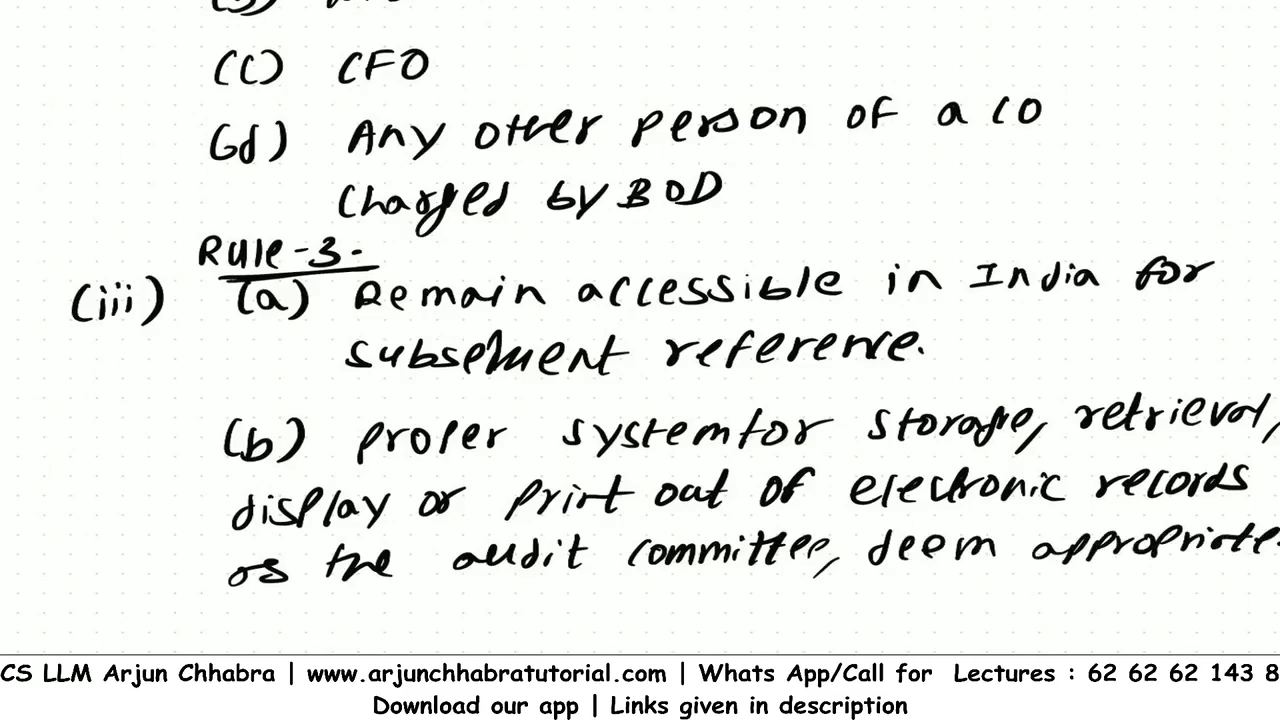 (c) CFO
(d) Any other person of a co
charged by BOD
Rule-3-
(iii) (a) Remain accessible in India for
subsequent reference.
(b) proper system for storage, retrieval,
display or print out of electronic records
as the audit committee, deem appropriate.
CS LLM Arjun Chhabra | www.arjunchhabratutorial.com | Whats App/Call for Lectures : 62 62 62 143 8
Download our app | Links given in description